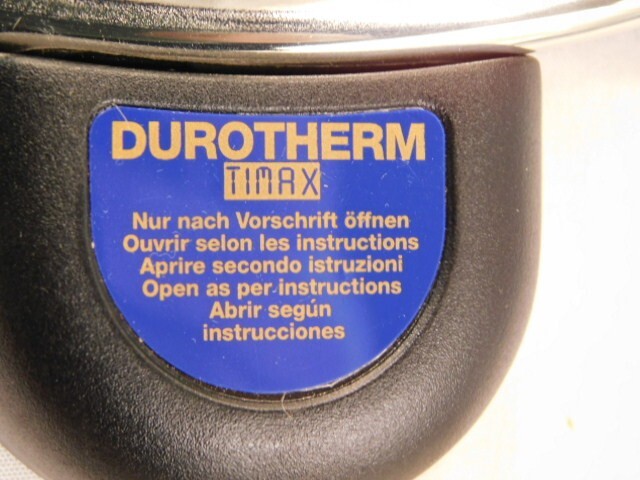 DUROTHERM
TIMAX
Nur nach Vorschrift öffnen
Ouvrir selon les instructions
Aprire secondo istruzioni
Open as per instructions
Abrir según
instrucciones